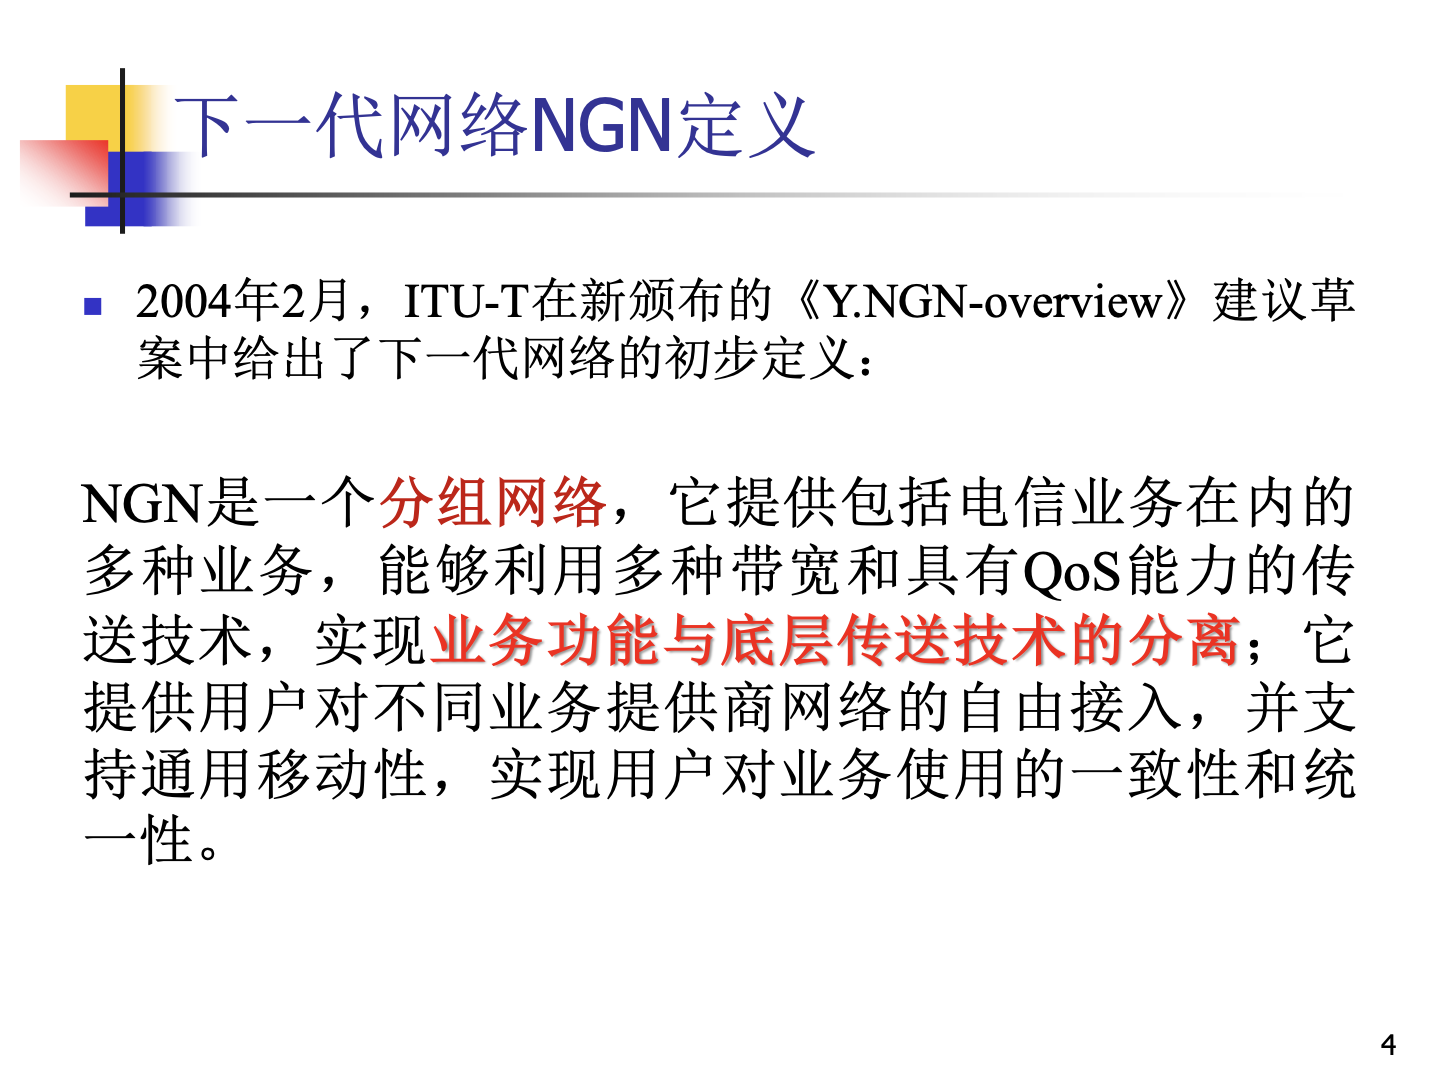 下一代网络NGN定义
2004年2月，ITU-T在新颁布的《Y.NGN-overview》建议草
案中给出了下一代网络的初步定义：
NGN是一个分组网络，它提供包括电信业务在内的
多种业务，能够利用多种带宽和具有QoS能力的传
送技术，实现业务功能与底层传送技术的分离；它
提供用户对不同业务提供商网络的自由接入，并支
持通用移动性，实现用户对业务使用的一致性和统
一性。
4